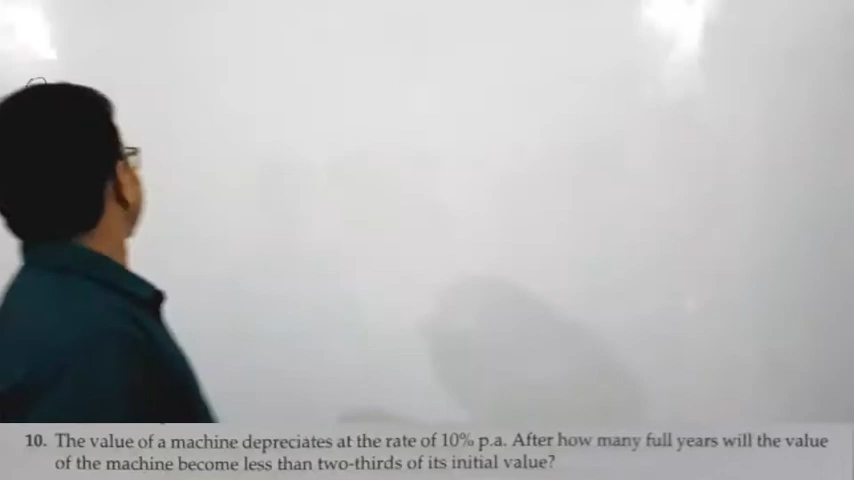 10. The value of a machine depreciates at the rate of 10% p.a. After how many full years will the value
of the machine become less than two-thirds of its initial value?